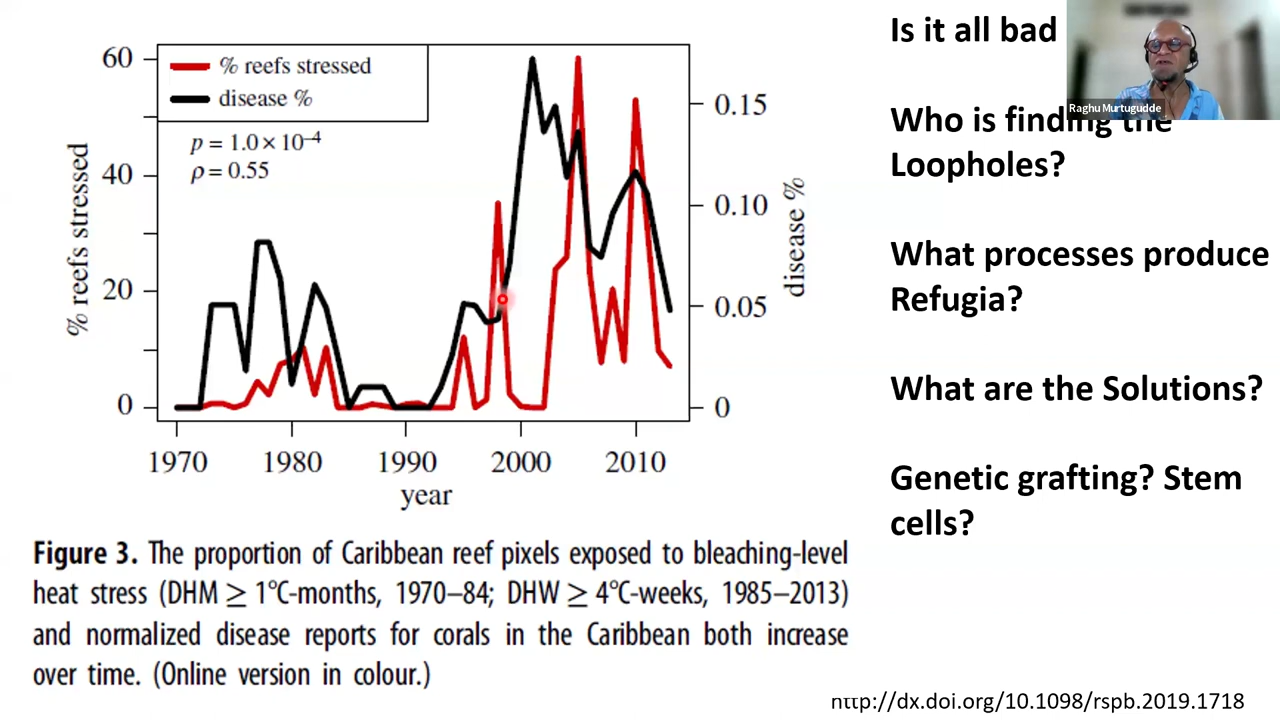 60
40
20
0
% reefs stressed
% reefs stressed
disease %
p = 1.0 × 10⁻⁴
ρ = 0.55
0.15
0.10
0.05
0
disease %
1970 1980 1990 2000 2010
year
Figure 3. The proportion of Caribbean reef pixels exposed to bleaching-level
heat stress (DHM ≥ 1°C-months, 1970–84; DHW ≥ 4°C-weeks, 1985–2013)
and normalized disease reports for corals in the Caribbean both increase
over time. (Online version in colour.)
Is it all bad
Raghu Murtugudde
Who is finding the
Loopholes?
What processes produce
Refugia?
What are the Solutions?
Genetic grafting? Stem
cells?
http://dx.doi.org/10.1098/rspb.2019.1718